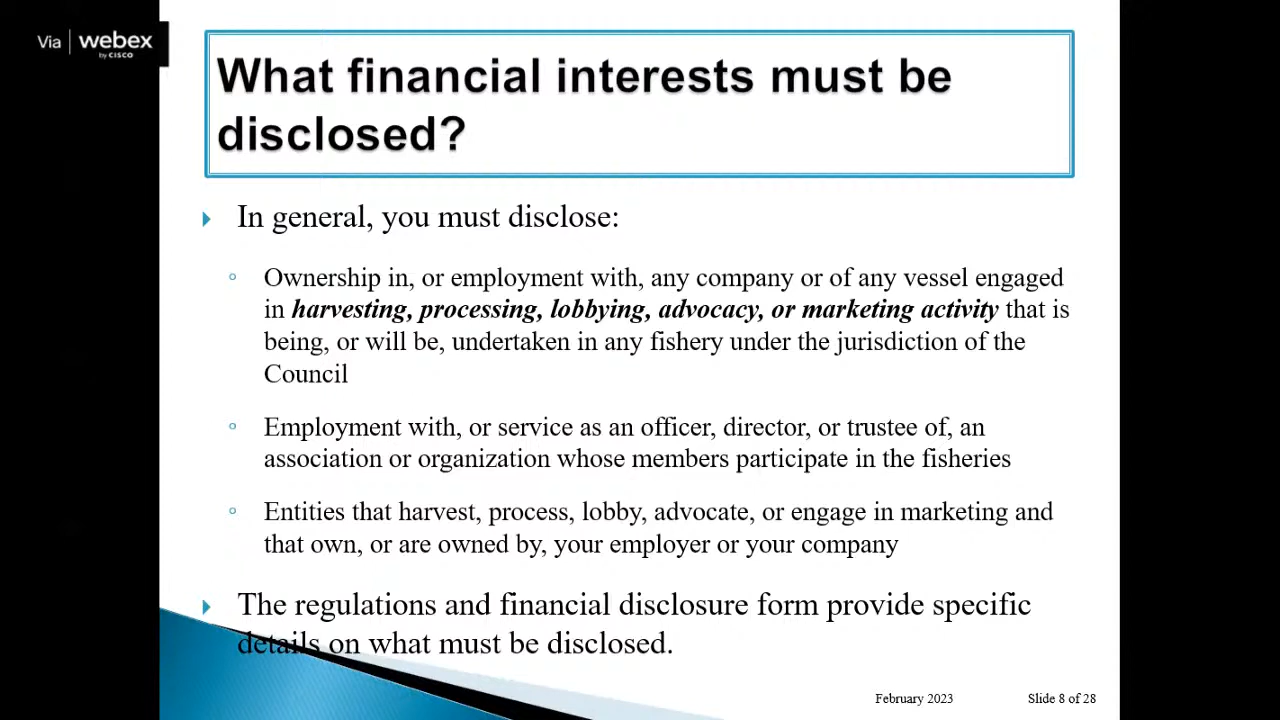 Via webex
by CISCO
What financial interests must be
disclosed?
In general, you must disclose:
Ownership in, or employment with, any company or of any vessel engaged
in harvesting, processing, lobbying, advocacy, or marketing activity that is
being, or will be, undertaken in any fishery under the jurisdiction of the
Council
Employment with, or service as an officer, director, or trustee of, an
association or organization whose members participate in the fisheries
Entities that harvest, process, lobby, advocate, or engage in marketing and
that own, or are owned by, your employer or your company
The regulations and financial disclosure form provide specific
details on what must be disclosed.
February 2023 Slide 8 of 28